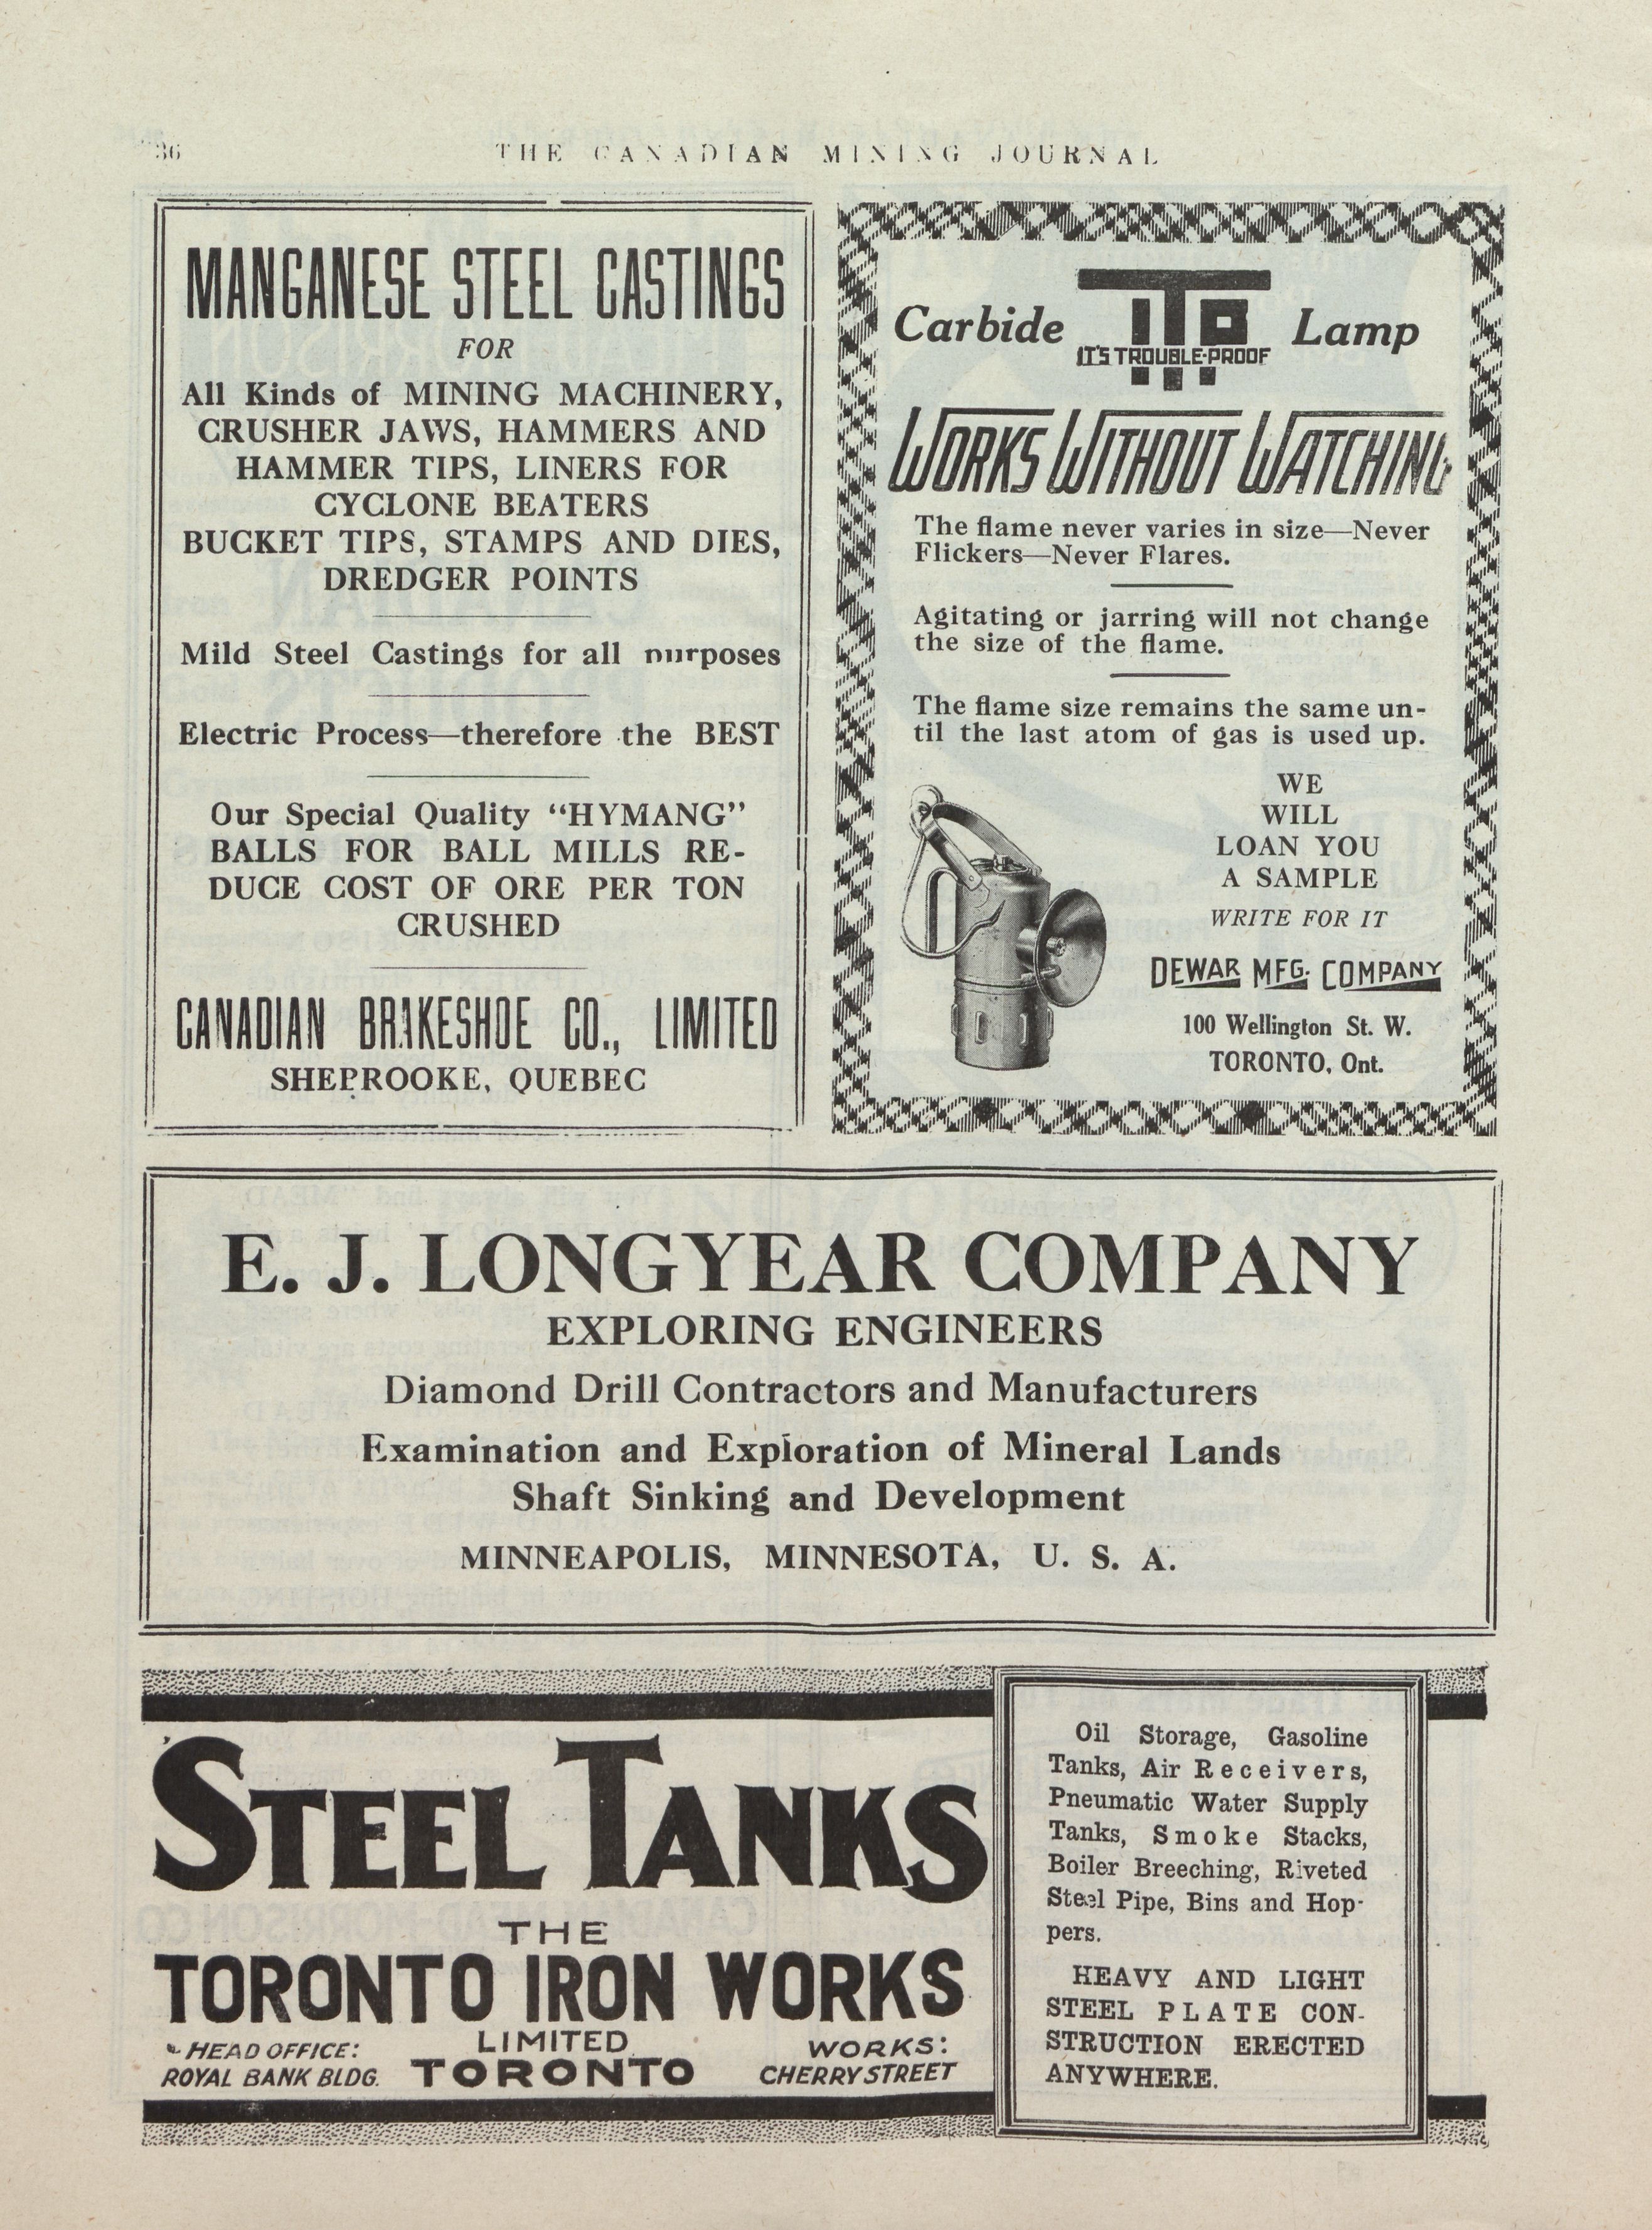 36
THE CANADIAN MINING JOURNAL
MANGANESE STEEL CASTINGS
FOR
All Kinds of MINING MACHINERY,
CRUSHER JAWS, HAMMERS AND
HAMMER TIPS, LINERS FOR
CYCLONE BEATERS
BUCKET TIPS, STAMPS AND DIES,
DREDGER POINTS
Mild Steel Castings for all purposes
Electric Process—therefore the BEST
Our Special Quality “HYMANG”
BALLS FOR BALL MILLS RE-
DUCE COST OF ORE PER TON
CRUSHED
CANADIAN BRAKESHOE CO., LIMITED
SHERBROOKE, QUEBEC
Carbide ITP Lamp
IT'S TROUBLE-PROOF
WORKS WITHOUT WATCHING
The flame never varies in size—Never
Flickers—Never Flares.
Agitating or jarring will not change
the size of the flame.
The flame size remains the same un-
til the last atom of gas is used up.
WE
WILL
LOAN YOU
A SAMPLE
WRITE FOR IT
DEWAR MFG. COMPANY
100 Wellington St. W.
TORONTO, Ont.
E. J. LONGYEAR COMPANY
EXPLORING ENGINEERS
Diamond Drill Contractors and Manufacturers
Examination and Exploration of Mineral Lands
Shaft Sinking and Development
MINNEAPOLIS, MINNESOTA, U. S. A.
STEEL TANKS
THE
TORONTO IRON WORKS
LIMITED
HEAD OFFICE:
ROYAL BANK BLDG.
TORONTO
WORKS:
CHERRY STREET
Oil Storage, Gasoline
Tanks, Air Receivers,
Pneumatic Water Supply
Tanks, Smoke Stacks,
Boiler Breeching, Riveted
Steel Pipe, Bins and Hop-
pers.
HEAVY AND LIGHT
STEEL PLATE CON-
STRUCTION ERECTED
ANYWHERE.